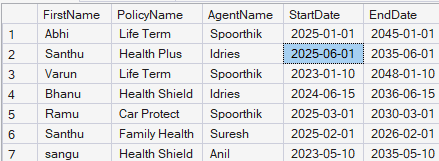 FirstName PolicyName AgentName StartDate EndDate
1 Abhi Life Term Spoorthik 2025-01-01 2045-01-01
2 Santhu Health Plus Idries 2025-06-01 2035-06-01
3 Varun Life Term Spoorthik 2023-01-10 2048-01-10
4 Bhanu Health Shield Idries 2024-06-15 2036-06-15
5 Ramu Car Protect Spoorthik 2025-03-01 2030-03-01
6 Santhu Family Health Suresh 2025-02-01 2026-02-01
7 sangu Health Shield Anil 2023-05-10 2035-05-10